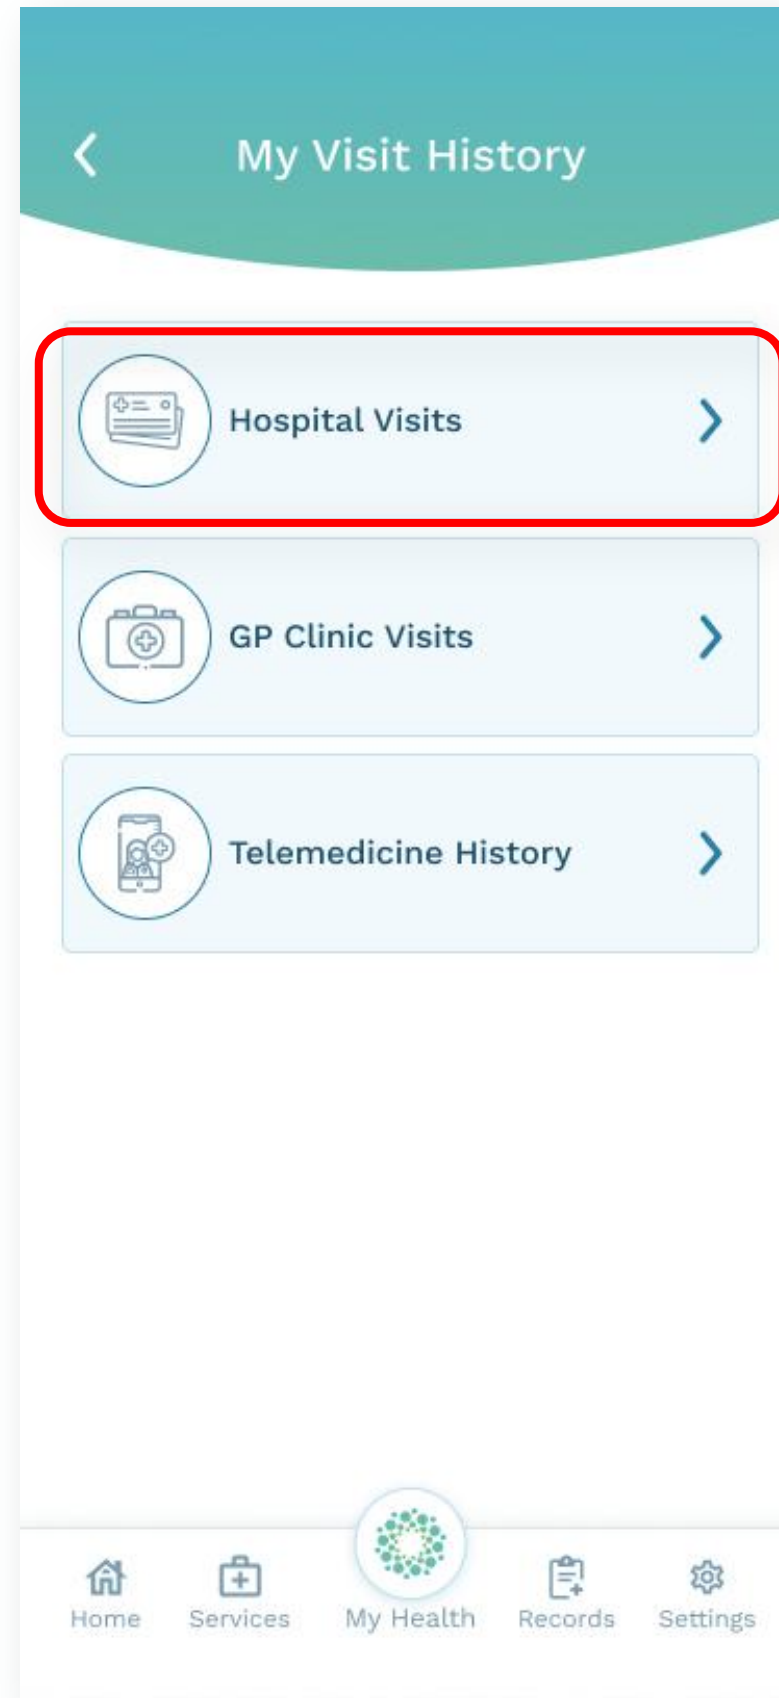 My Visit History
Hospital Visits
GP Clinic Visits
Telemedicine History
Home Services My Health Records Settings